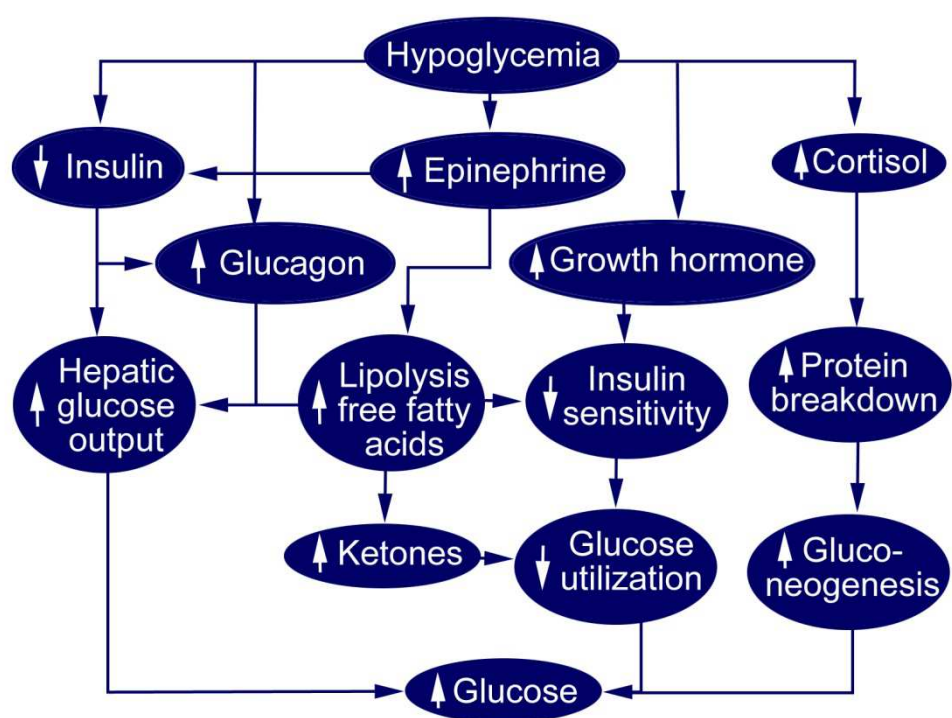 Hypoglycemia
Insulin
Epinephrine
Cortisol
Glucagon
Growth hormone
Hepatic
glucose
output
Lipolysis
free fatty
acids
Insulin
sensitivity
Protein
breakdown
Ketones
Glucose
utilization
Gluco-
neogenesis
Glucose